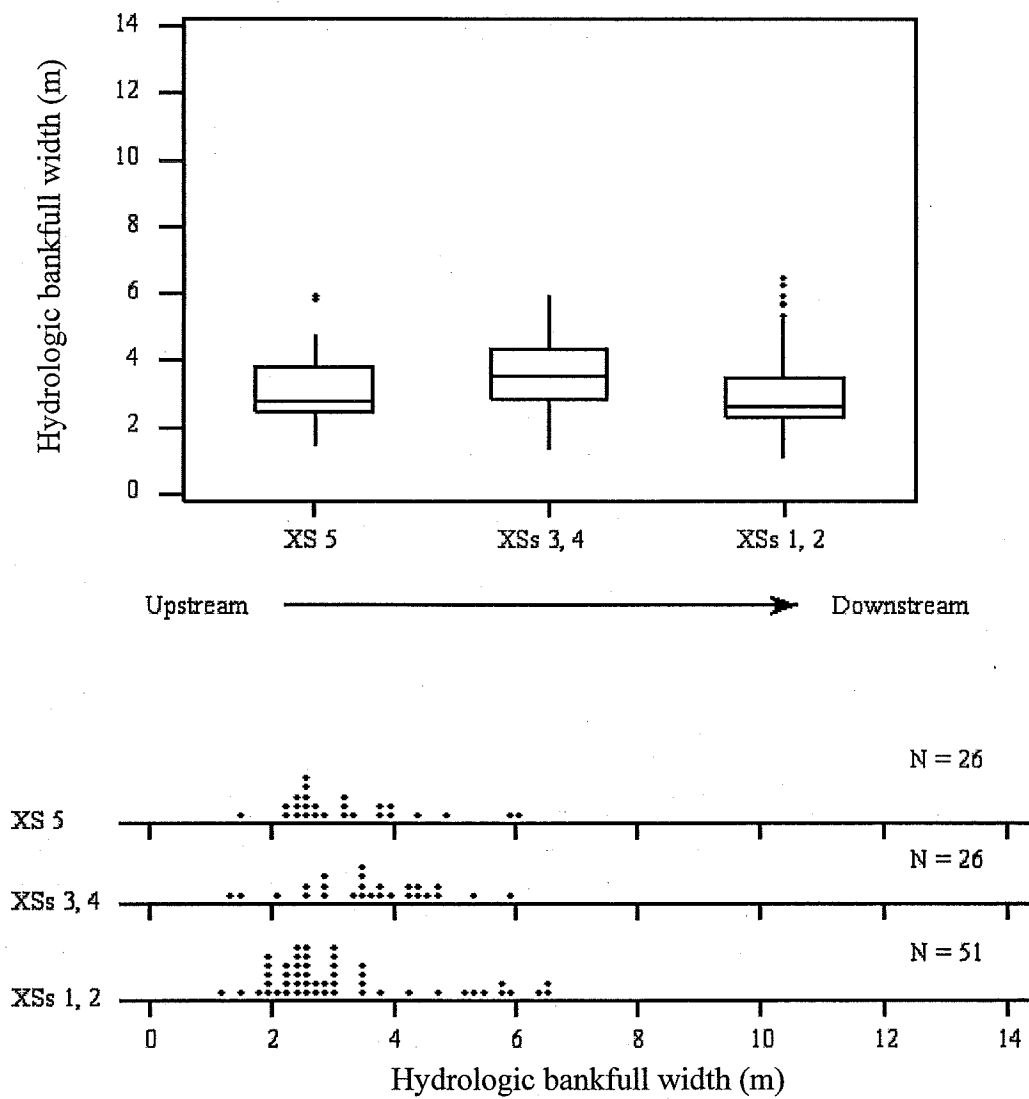 Hydrologic bankfull width (m)
14
12
10
8
6
4
2
0
XS 5
XSs 3, 4
XSs 1, 2
Upstream
Downstream
N = 26
XS 5
N = 26
XSs 3, 4
N = 51
XSs 1, 2
0 2 4 6 8 10 12 14
Hydrologic bankfull width (m)